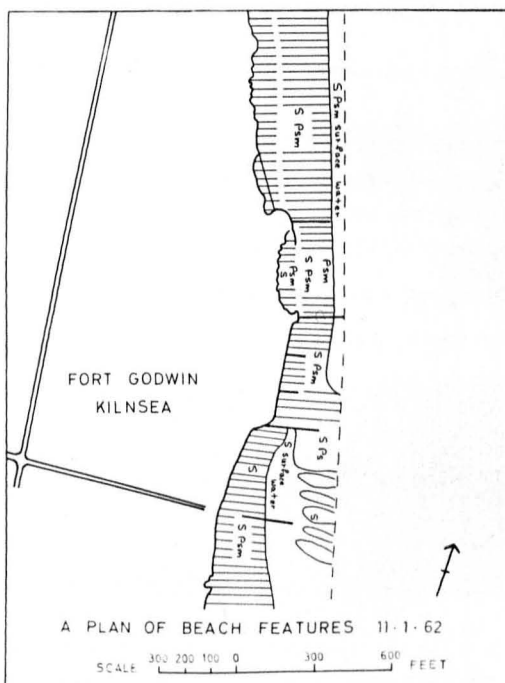 S Psm
S Psm surface water
Psm
S Psm
Psm
S
S Psm
FORT GODWIN
KILNSEA
S Ps
S surface water
S
S
S Psm
A PLAN OF BEACH FEATURES 11·1·62
SCALE 300 200 100 0 300 600 FEET